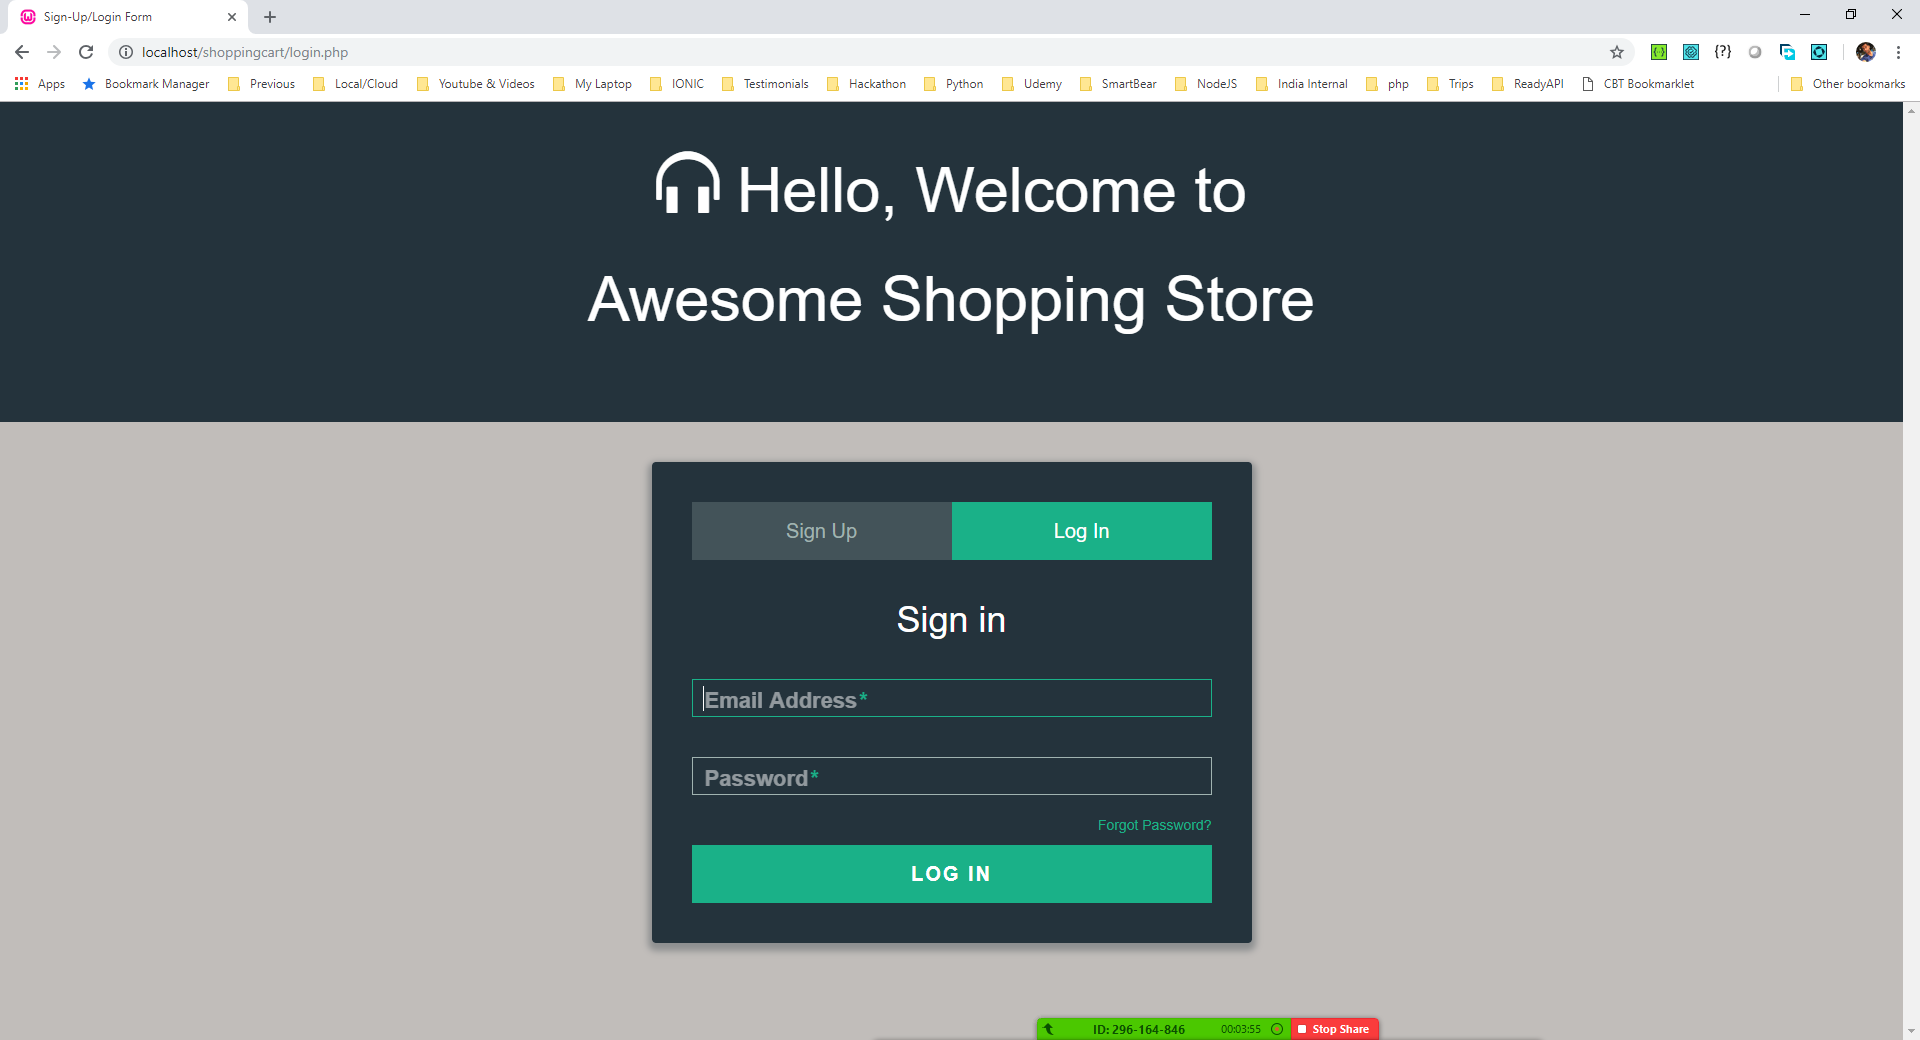 Sign-Up/Login Form
localhost/shoppingcart/login.php
{?}
Apps Bookmark Manager Previous Local/Cloud Youtube & Videos My Laptop IONIC Testimonials Hackathon Python Udemy SmartBear NodeJS India Internal php Trips ReadyAPI CBT Bookmarklet Other bookmarks
Hello, Welcome to
Awesome Shopping Store
Sign Up Log In
Sign in
Email Address*
Password*
Forgot Password?
LOG IN
ID: 296-164-846 00:03:55 Stop Share